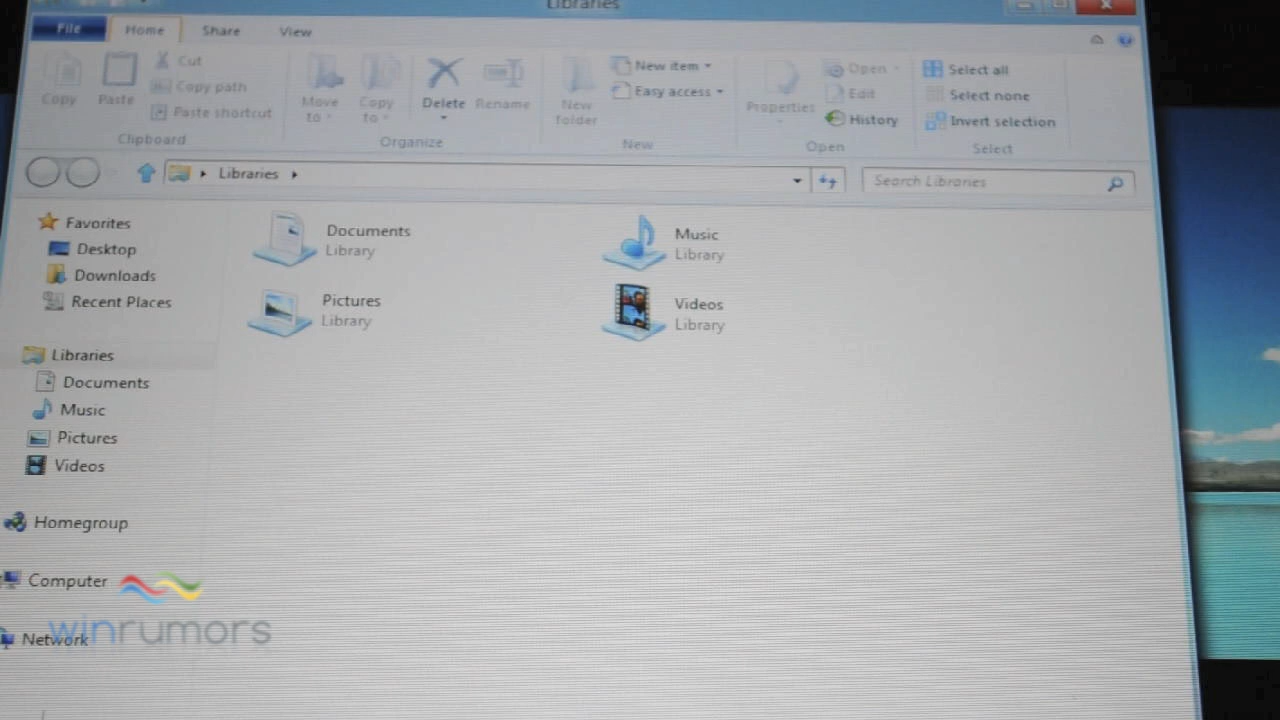 Libraries
File Home Share View
Copy Paste Cut Copy path Paste shortcut
Clipboard
Move to Copy to Delete Rename
Organize
New folder New item Easy access
New
Properties Open Edit History
Open
Select all Select none Invert selection
Select
Libraries Search Libraries
Favorites
Desktop
Downloads
Recent Places
Libraries
Documents
Music
Pictures
Videos
Homegroup
Computer
Network
Documents
Library
Music
Library
Pictures
Library
Videos
Library
winrumors